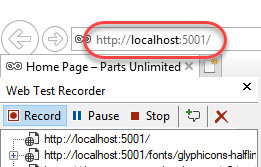 http://localhost:5001/
Home Page – Parts Unlimited
Web Test Recorder
Record Pause Stop
http://localhost:5001/
http://localhost:5001/fonts/glyphicons-halflin